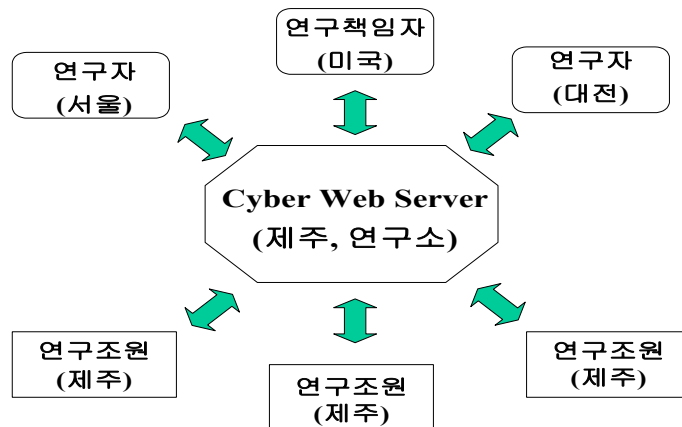 연구책임자
(미국)
연구자
(서울)
연구자
(대전)
Cyber Web Server
(제주, 연구소)
연구조원
(제주)
연구조원
(제주)
연구조원
(제주)